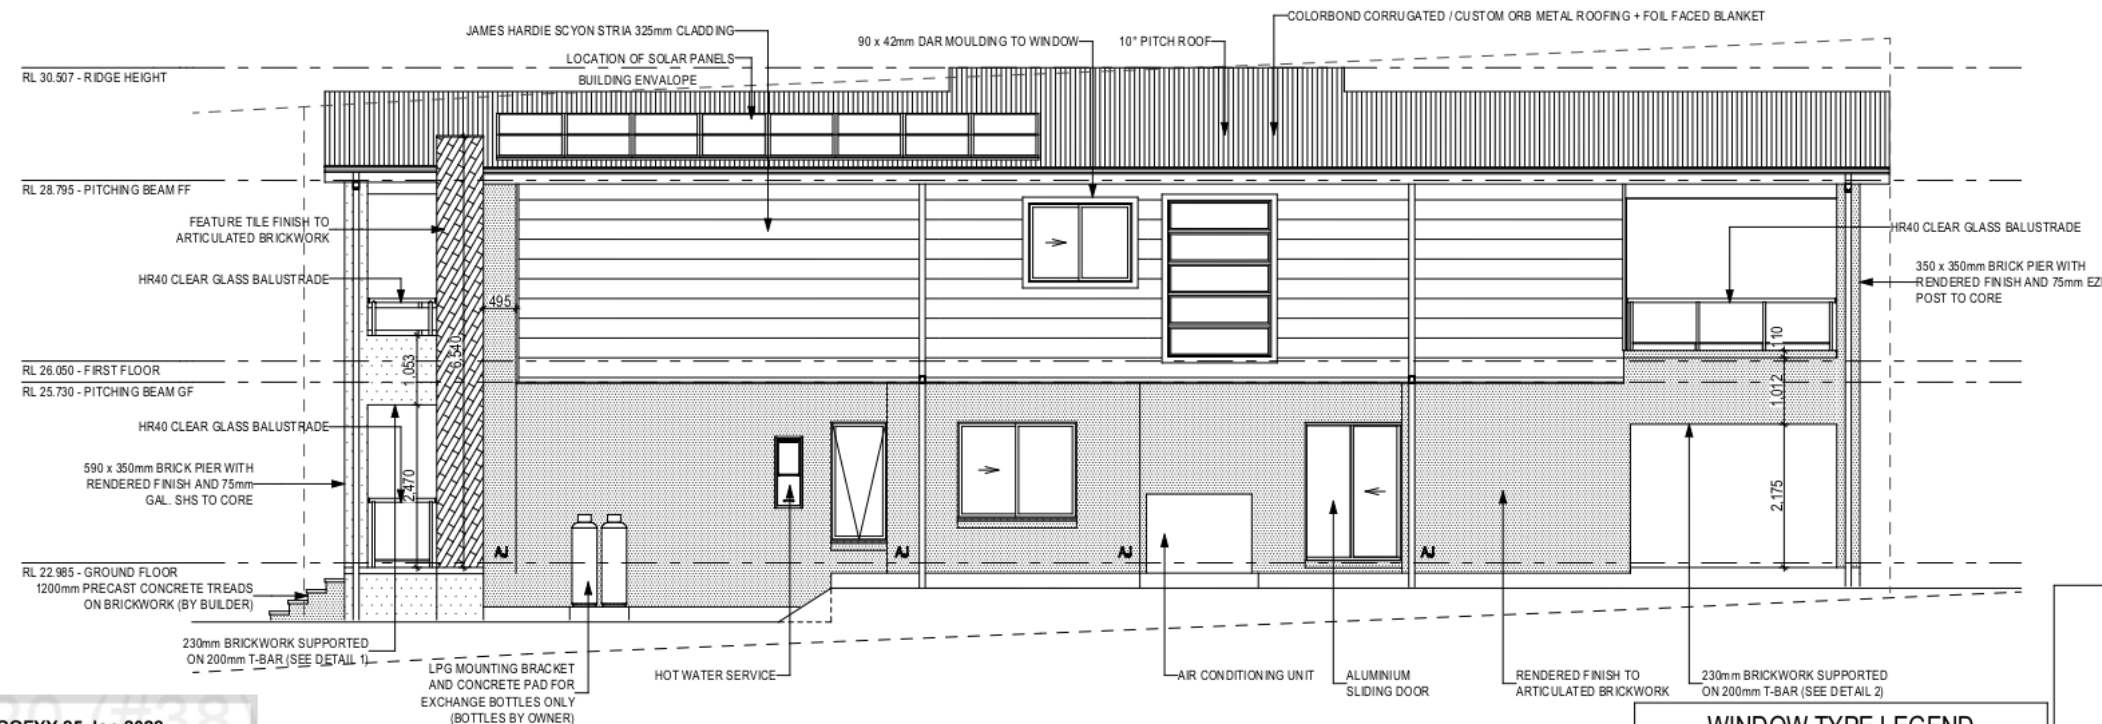 COLORBOND CORRUGATED / CUSTOM ORB METAL ROOFING + FOIL FACED BLANKET
JAMES HARDIE SCYON STRIA 325mm CLADDING
90 x 42mm DAR MOULDING TO WINDOW
10° PITCH ROOF
LOCATION OF SOLAR PANELS
BUILDING ENVALOPE
RL 30.507 - RIDGE HEIGHT
RL 28.795 - PITCHING BEAM FF
FEATURE TILE FINISH TO
ARTICULATED BRICKWORK
HR40 CLEAR GLASS BALUSTRADE
HR40 CLEAR GLASS BALUSTRADE
350 x 350mm BRICK PIER WITH
RENDERED FINISH AND 75mm
POST TO CORE
495
6,540
1,053
110
1,012
RL 26.050 - FIRST FLOOR
RL 25.730 - PITCHING BEAM GF
HR40 CLEAR GLASS BALUSTRADE
590 x 350mm BRICK PIER WITH
RENDERED FINISH AND 75mm
GAL. SHS TO CORE
2,470
2,175
AJ
AJ
AJ
AJ
RL 22.985 - GROUND FLOOR
1200mm PRECAST CONCRETE TREADS
ON BRICKWORK (BY BUILDER)
230mm BRICKWORK SUPPORTED
ON 200mm T-BAR (SEE DETAIL 1)
LPG MOUNTING BRACKET
AND CONCRETE PAD FOR
EXCHANGE BOTTLES ONLY
(BOTTLES BY OWNER)
HOT WATER SERVICE
AIR CONDITIONING UNIT
ALUMINIUM
SLIDING DOOR
RENDERED FINISH TO
ARTICULATED BRICKWORK
230mm BRICKWORK SUPPORTED
ON 200mm T-BAR (SEE DETAIL 2)
WINDOW TYPE LEGEND